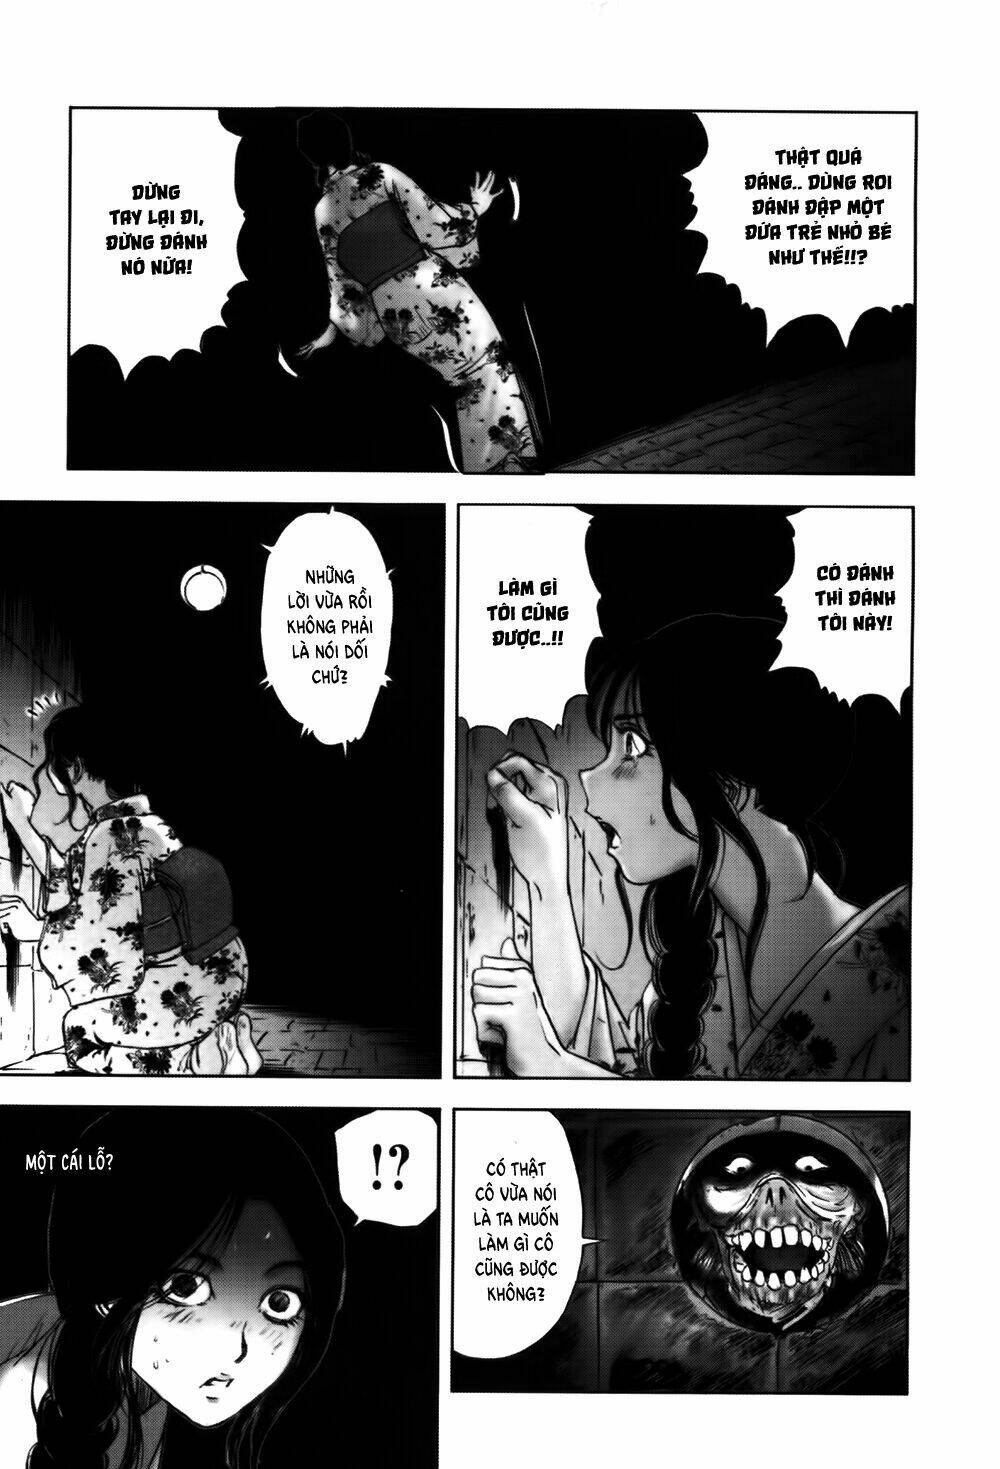 THẬT QUÁ
ĐÁNG.. DÙNG ROI
ĐÁNH ĐẬP MỘT
ĐỨA TRẺ NHỎ BÉ
NHƯ THẾ!!?
DỪNG
TAY LẠI ĐI,
ĐỪNG ĐÁNH
NÓ NỮA!
CÓ ĐÁNH
THÌ ĐÁNH
TÔI NÀY!
LÀM GÌ
TÔI CŨNG
ĐƯỢC..!!
NHỮNG
LỜI VỪA RỒI
KHÔNG PHẢI
LÀ NÓI DỐI
CHỨ?
CÓ THẬT
CÔ VỪA NÓI
LÀ TA MUỐN
LÀM GÌ CÔ
CŨNG ĐƯỢC
KHÔNG?
!?
MỘT CÁI LỖ?